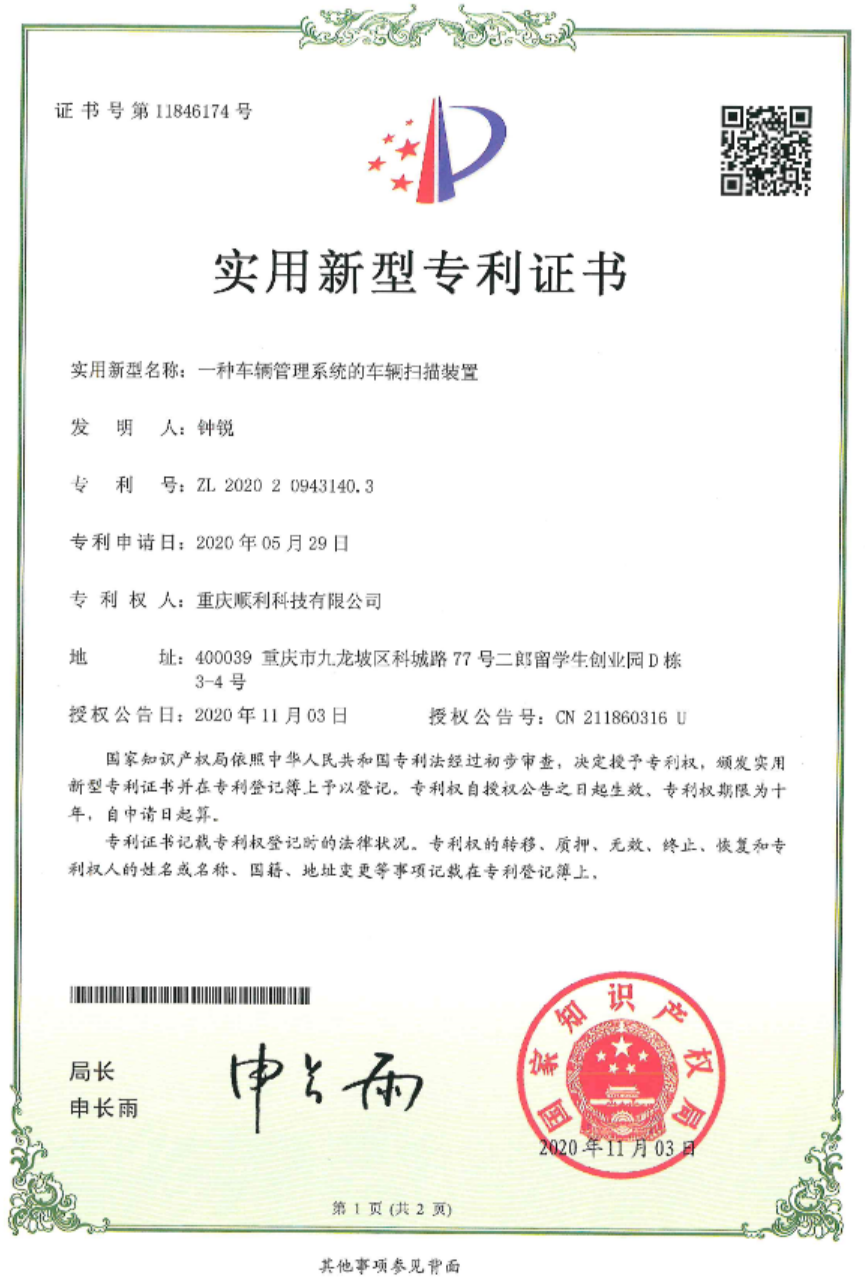 证书号第11846174号
实用新型专利证书
实用新型名称：一种车辆管理系统的车辆扫描装置
发明人：钟锐
专利号：ZL 2020 2 0943140.3
专利申请日：2020年05月29日
专利权人：重庆顺利科技有限公司
地址：400039 重庆市九龙坡区科城路77号二郎留学生创业园D栋
3-4号
授权公告日：2020年11月03日 授权公告号：CN 211860316 U
国家知识产权局依照中华人民共和国专利法经过初步审查，决定授予专利权，颁发实用
新型专利证书并在专利登记簿上予以登记。专利权自授权公告之日起生效、专利权期限为十
年，自申请日起算。
专利证书记载专利权登记时的法律状况。专利权的转移、质押、无效、终止、恢复和专
利权人的姓名或名称、国籍、地址变更等事项记载在专利登记簿上、
局长
申长雨
申长雨
国家知识产权局
2020年11月03日
第 1 页 (共 2 页)
其他事项参见背面